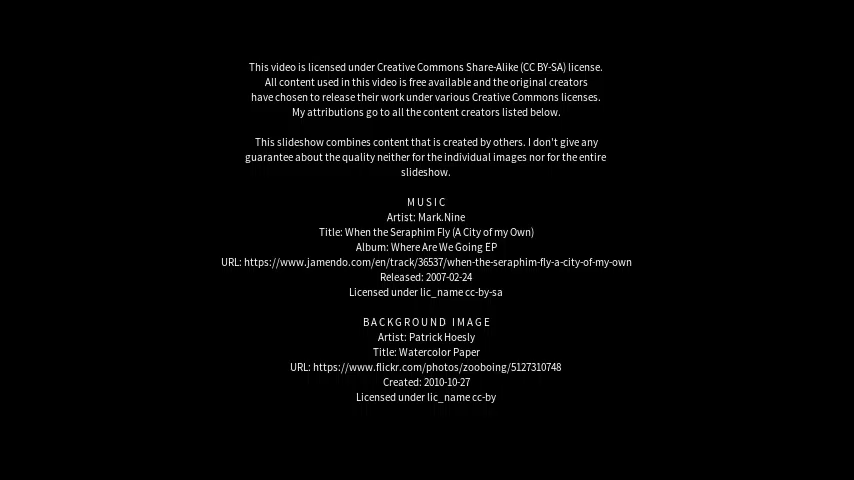 This video is licensed under Creative Commons Share-Alike (CC BY-SA) license.
All content used in this video is free available and the original creators
have chosen to release their work under various Creative Commons licenses.
My attributions go to all the content creators listed below.
This slideshow combines content that is created by others. I don't give any
guarantee about the quality neither for the individual images nor for the entire
slideshow.
MUSIC
Artist: Mark.Nine
Title: When the Seraphim Fly (A City of my Own)
Album: Where Are We Going EP
URL: https://www.jamendo.com/en/track/36537/when-the-seraphim-fly-a-city-of-my-own
Released: 2007-02-24
Licensed under lic_name cc-by-sa
BACKGROUND IMAGE
Artist: Patrick Hoesly
Title: Watercolor Paper
URL: https://www.flickr.com/photos/zooboing/5127310748
Created: 2010-10-27
Licensed under lic_name cc-by